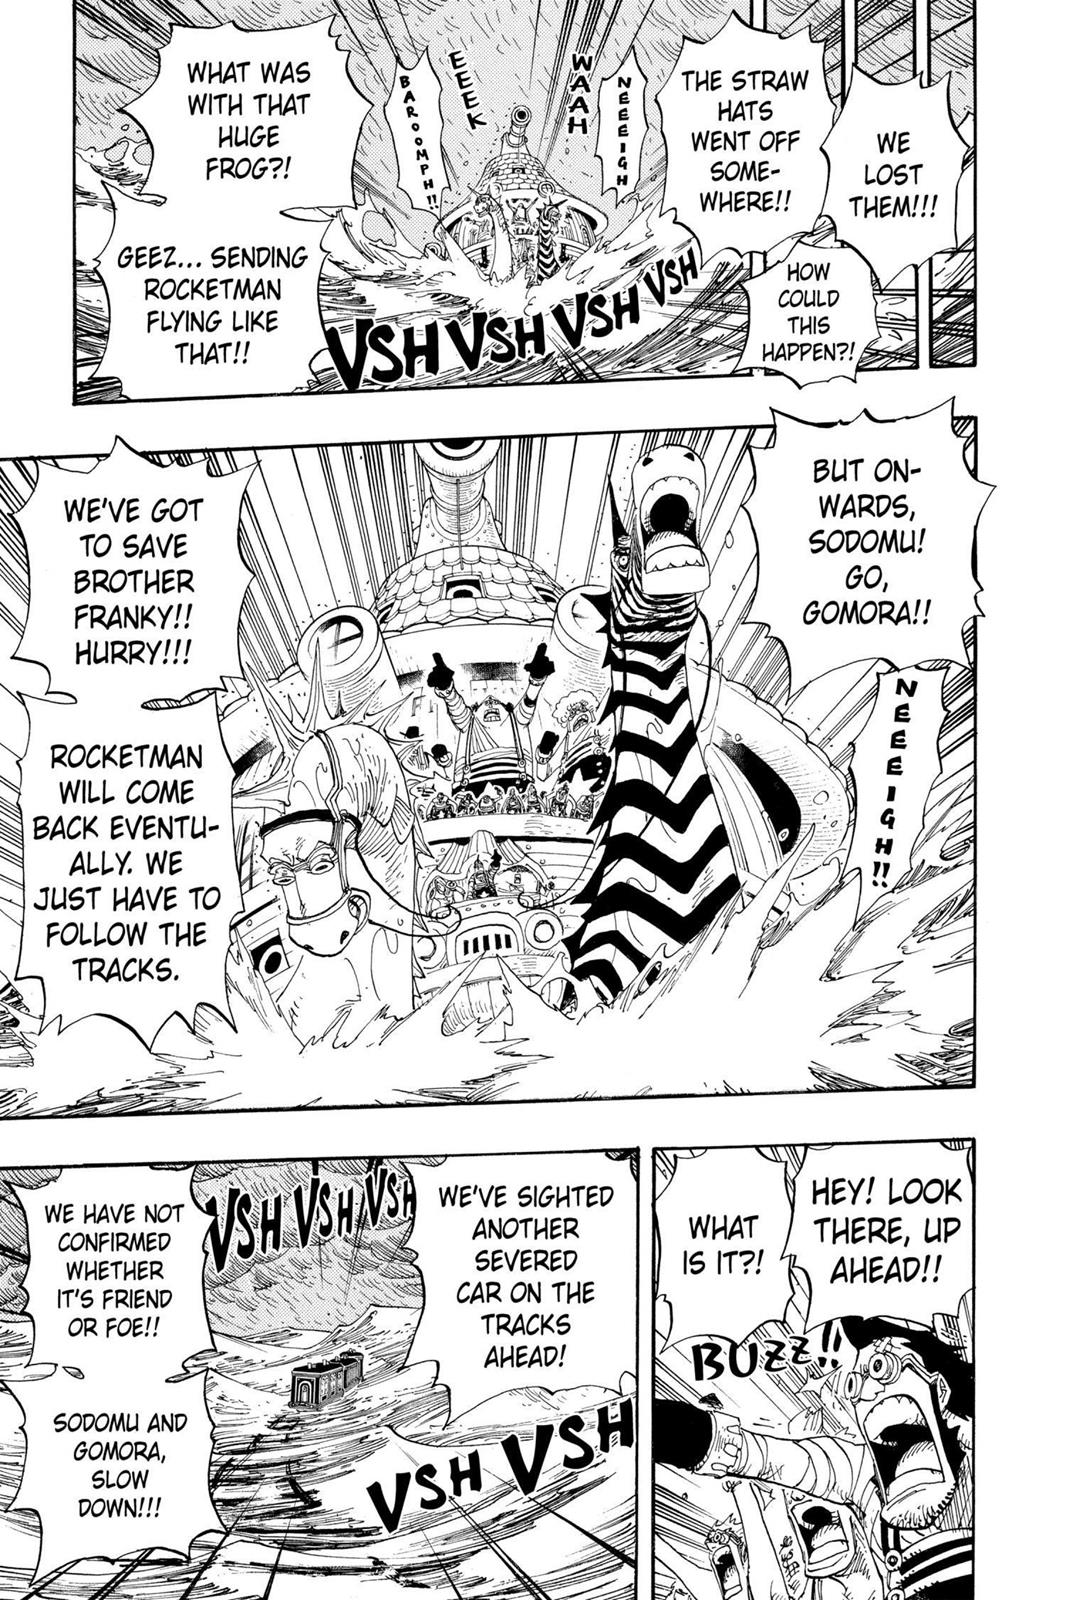 WE
LOST
THEM!!!
THE STRAW
HATS
WENT OFF
SOME-
WHERE!!
HOW
COULD
THIS
HAPPEN?!
NEEEIGH
WAAH
EEEK
BAROOMPH!!
WHAT WAS
WITH THAT
HUGE
FROG?!
GEEZ... SENDING
ROCKETMAN
FLYING LIKE
THAT!!
VSH VSH VSH VSH
BUT ON-
WARDS,
SODOMU!
GO,
GOMORA!!
NEEEIGH!!
WE'VE GOT
TO SAVE
BROTHER
FRANKY!!
HURRY!!!
ROCKETMAN
WILL COME
BACK EVENTU-
ALLY. WE
JUST HAVE TO
FOLLOW THE
TRACKS.
HEY! LOOK
THERE, UP
AHEAD!!
WHAT
IS IT?!
BUZZ!!
WE'VE SIGHTED
ANOTHER
SEVERED
CAR ON THE
TRACKS
AHEAD!
VSH VSH VSH
VSH VSH
WE HAVE NOT
CONFIRMED
WHETHER
IT'S FRIEND
OR FOE!!
SODOMU AND
GOMORA,
SLOW
DOWN!!!